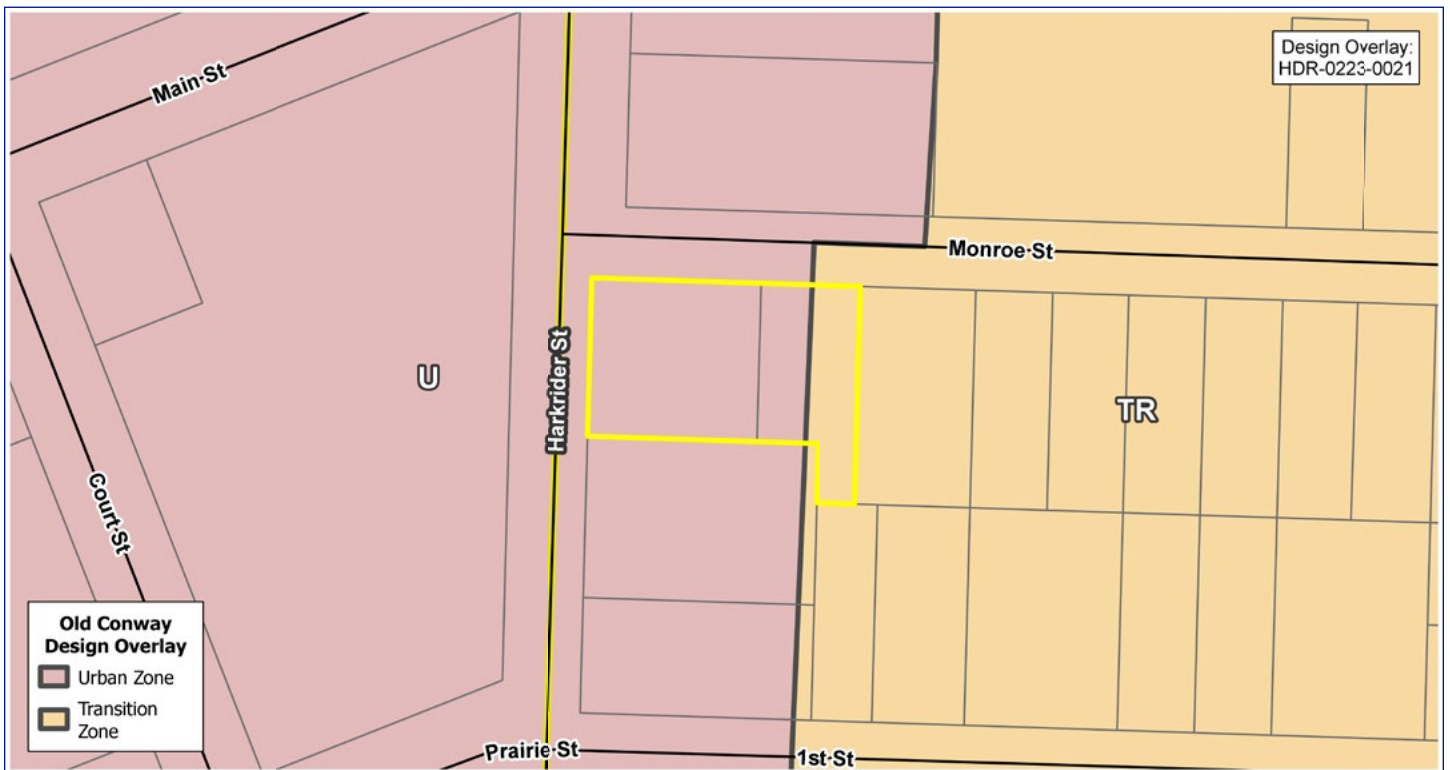 Main St
Design Overlay:
HDR-0223-0021
Monroe St
Harkrider St
U
TR
Court St
Old Conway
Design Overlay
Urban Zone
Transition
Zone
Prairie St
1st St